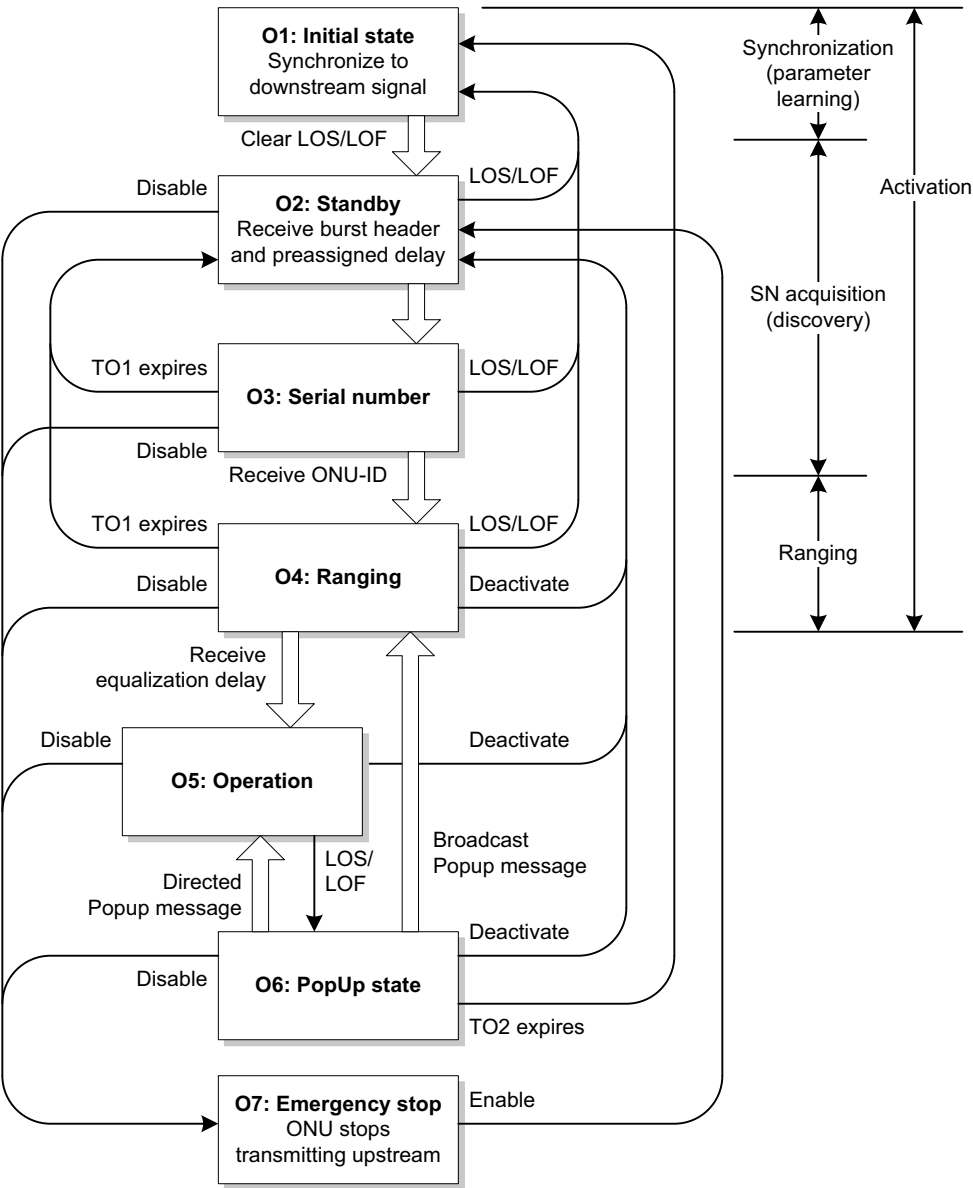 O1: Initial state
Synchronize to
downstream signal
Synchronization
(parameter
learning)
Clear LOS/LOF
Disable
LOS/LOF
Activation
O2: Standby
Receive burst header
and preassigned delay
SN acquisition
(discovery)
TO1 expires
LOS/LOF
O3: Serial number
Disable
Receive ONU-ID
TO1 expires
LOS/LOF
Ranging
O4: Ranging
Disable
Deactivate
Receive
equalization delay
Disable
Deactivate
O5: Operation
Broadcast
Popup message
LOS/
LOF
Directed
Popup message
Deactivate
Disable
O6: PopUp state
TO2 expires
O7: Emergency stop
ONU stops
transmitting upstream
Enable